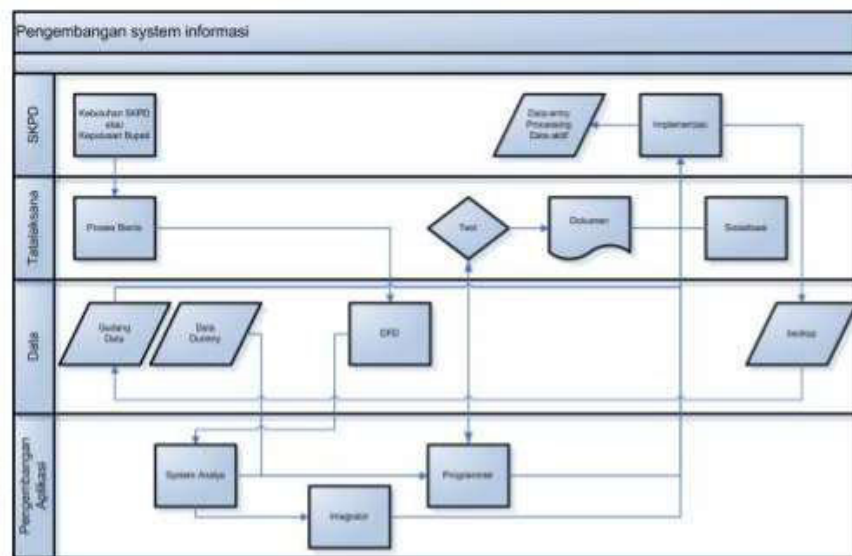 Pengembangan system informasi
SKPD
Kebutuhan SKPD
atau
Keputusan Bupati
Data entry
Processing
Data aktif
Implementasi
Tatalaksana
Proses Bisnis
Test
Dokumen
Sosialisasi
Data
Gudang
Data
Data
Dummy
DFD
backup
Pengembangan
Aplikasi
System Analys
Programmer
Integrator